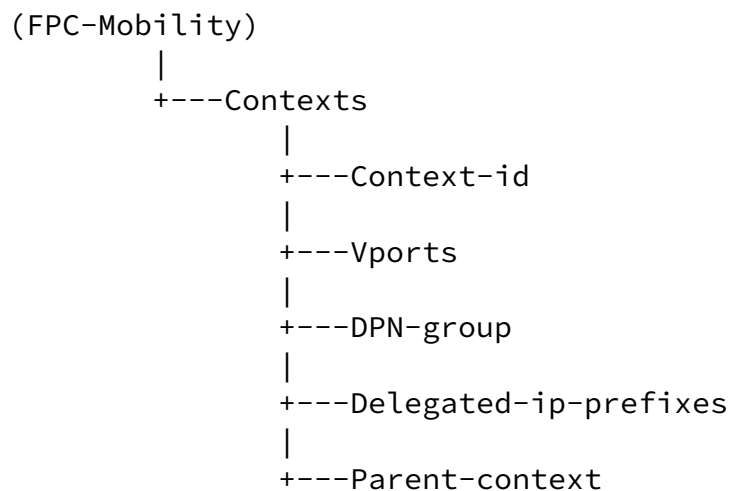 (FPC-Mobility)
|
+---Contexts
|
+---Context-id
|
+---Vports
|
+---DPN-group
|
+---Delegated-ip-prefixes
|
+---Parent-context